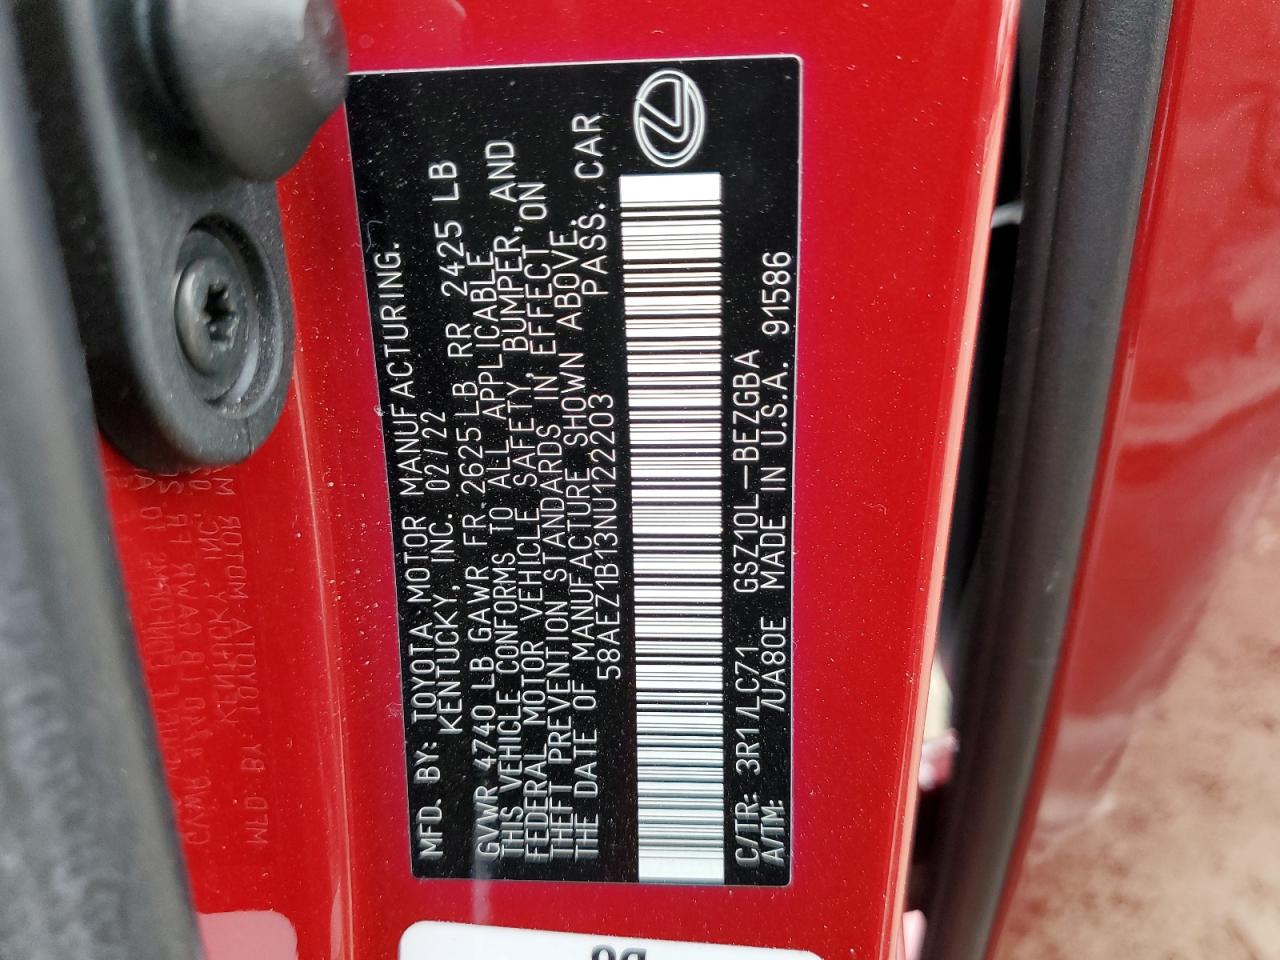 MFD. BY: TOYOTA MOTOR MANUFACTURING.
KENTUCKY, INC. 02/22
GVWR 4740 LB GAWR FR 2625 LB RR 2425 LB
THIS VEHICLE CONFORMS TO ALL APPLICABLE
FEDERAL MOTOR VEHICLE SAFETY, BUMPER, AND
THEFT PREVENTION STANDARDS IN EFFECT ON
THE DATE OF MANUFACTURE SHOWN ABOVE.
58AEZ1B13NU122203 PASS. CAR
C/TR: 3R1/LC71 GSZ10L-BEZGBA
A/TM: /UA80E MADE IN U.S.A. 91586